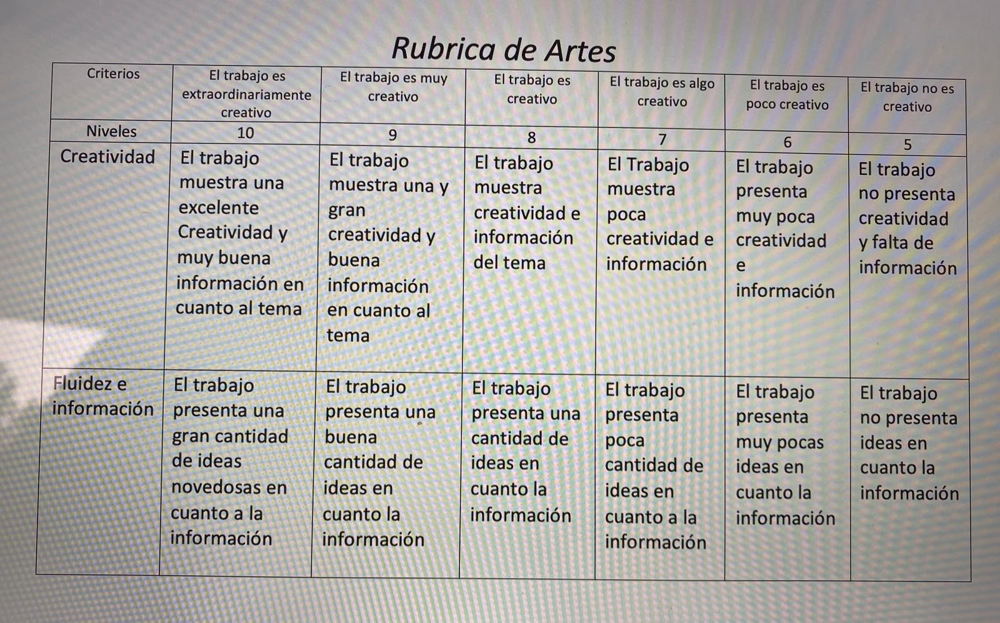 Rubrica de Artes
Criterios
El trabajo es
extraordinariamente
creativo
El trabajo es muy
creativo
El trabajo es
creativo
El trabajo es algo
creativo
El trabajo es
poco creativo
El trabajo no es
creativo
Niveles
10
9
8
7
6
5
Creatividad
El trabajo
muestra una
excelente
Creatividad y
muy buena
información en
cuanto al tema
El trabajo
muestra una y
gran
creatividad y
buena
información
en cuanto al
tema
El trabajo
muestra
creatividad e
información
del tema
El Trabajo
muestra
poca
creatividad e
información
El trabajo
presenta
muy poca
creatividad
e
información
El trabajo
no presenta
creatividad
y falta de
información
Fluidez e
información
El trabajo
presenta una
gran cantidad
de ideas
novedosas en
cuanto a la
información
El trabajo
presenta una
buena
cantidad de
ideas en
cuanto la
información
El trabajo
presenta una
cantidad de
ideas en
cuanto la
información
El trabajo
presenta
poca
cantidad de
ideas en
cuanto a la
información
El trabajo
presenta
muy pocas
ideas en
cuanto la
información
El trabajo
no presenta
ideas en
cuanto la
información